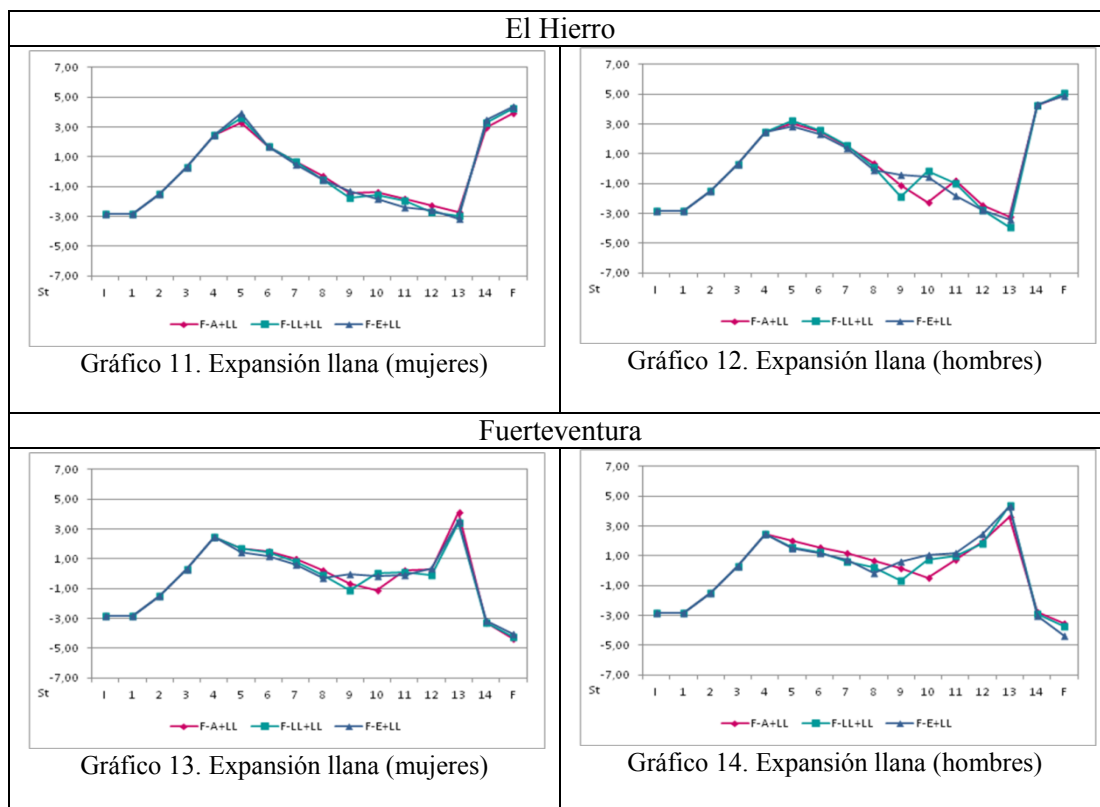 El Hierro
7,00
5,00
3,00
1,00
-1,00
-3,00
-5,00
-7,00
St I 1 2 3 4 5 6 7 8 9 10 11 12 13 14 F
F-A+LL F-LL+LL F-E+LL
Gráfico 11. Expansión llana (mujeres)
7,00
5,00
3,00
1,00
-1,00
-3,00
-5,00
-7,00
St I 1 2 3 4 5 6 7 8 9 10 11 12 13 14 F
F-A+LL F-LL+LL F-E+LL
Gráfico 12. Expansión llana (hombres)
Fuerteventura
7,00
5,00
3,00
1,00
-1,00
-3,00
-5,00
-7,00
St I 1 2 3 4 5 6 7 8 9 10 11 12 13 14 F
F-A+LL F-LL+LL F-E+LL
Gráfico 13. Expansión llana (mujeres)
7,00
5,00
3,00
1,00
-1,00
-3,00
-5,00
-7,00
St I 1 2 3 4 5 6 7 8 9 10 11 12 13 14 F
F-A+LL F-LL+LL F-E+LL
Gráfico 14. Expansión llana (hombres)